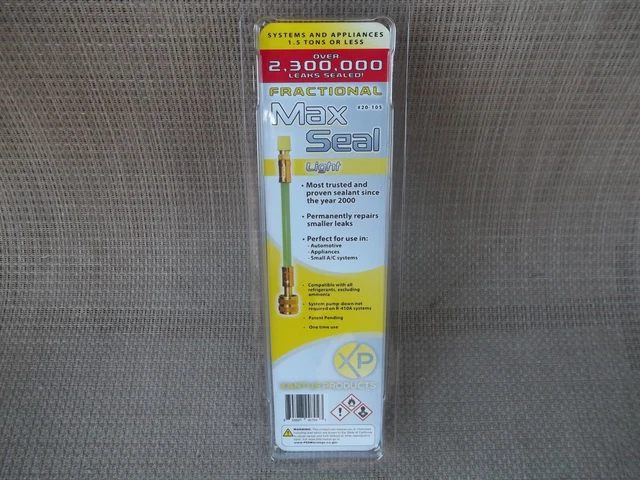 SYSTEMS AND APPLIANCES
1.5 TONS OR LESS
OVER
2,300,000
LEAKS SEALED!
FRACTIONAL
#20-105
Max
Seal
Light
• Most trusted and
proven sealant since
the year 2000
• Permanently repairs
smaller leaks
• Perfect for use in:
- Automotive
- Appliances
- Small A/C systems
• Compatible with all
refrigerants, excluding
ammonia
• System pump-down not
required on R-410A systems
• Patent Pending
• One time use
XP
PRODUCTS
WARNING: